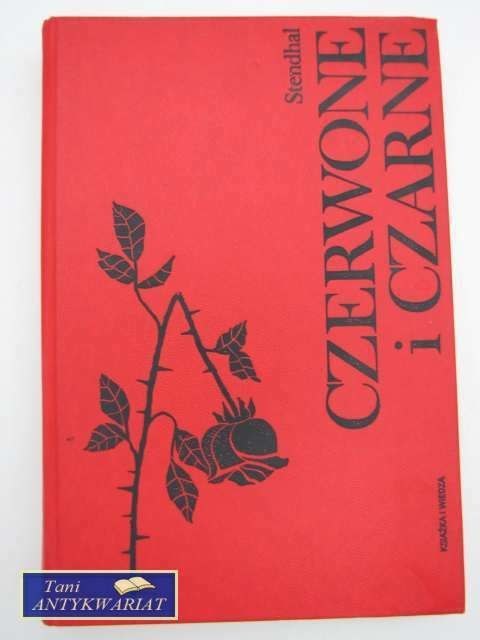 Stendhal
CZERWONE
i CZARNE
KSIĄŻKA I WIEDZA
Tani
ANTYKWARIAT